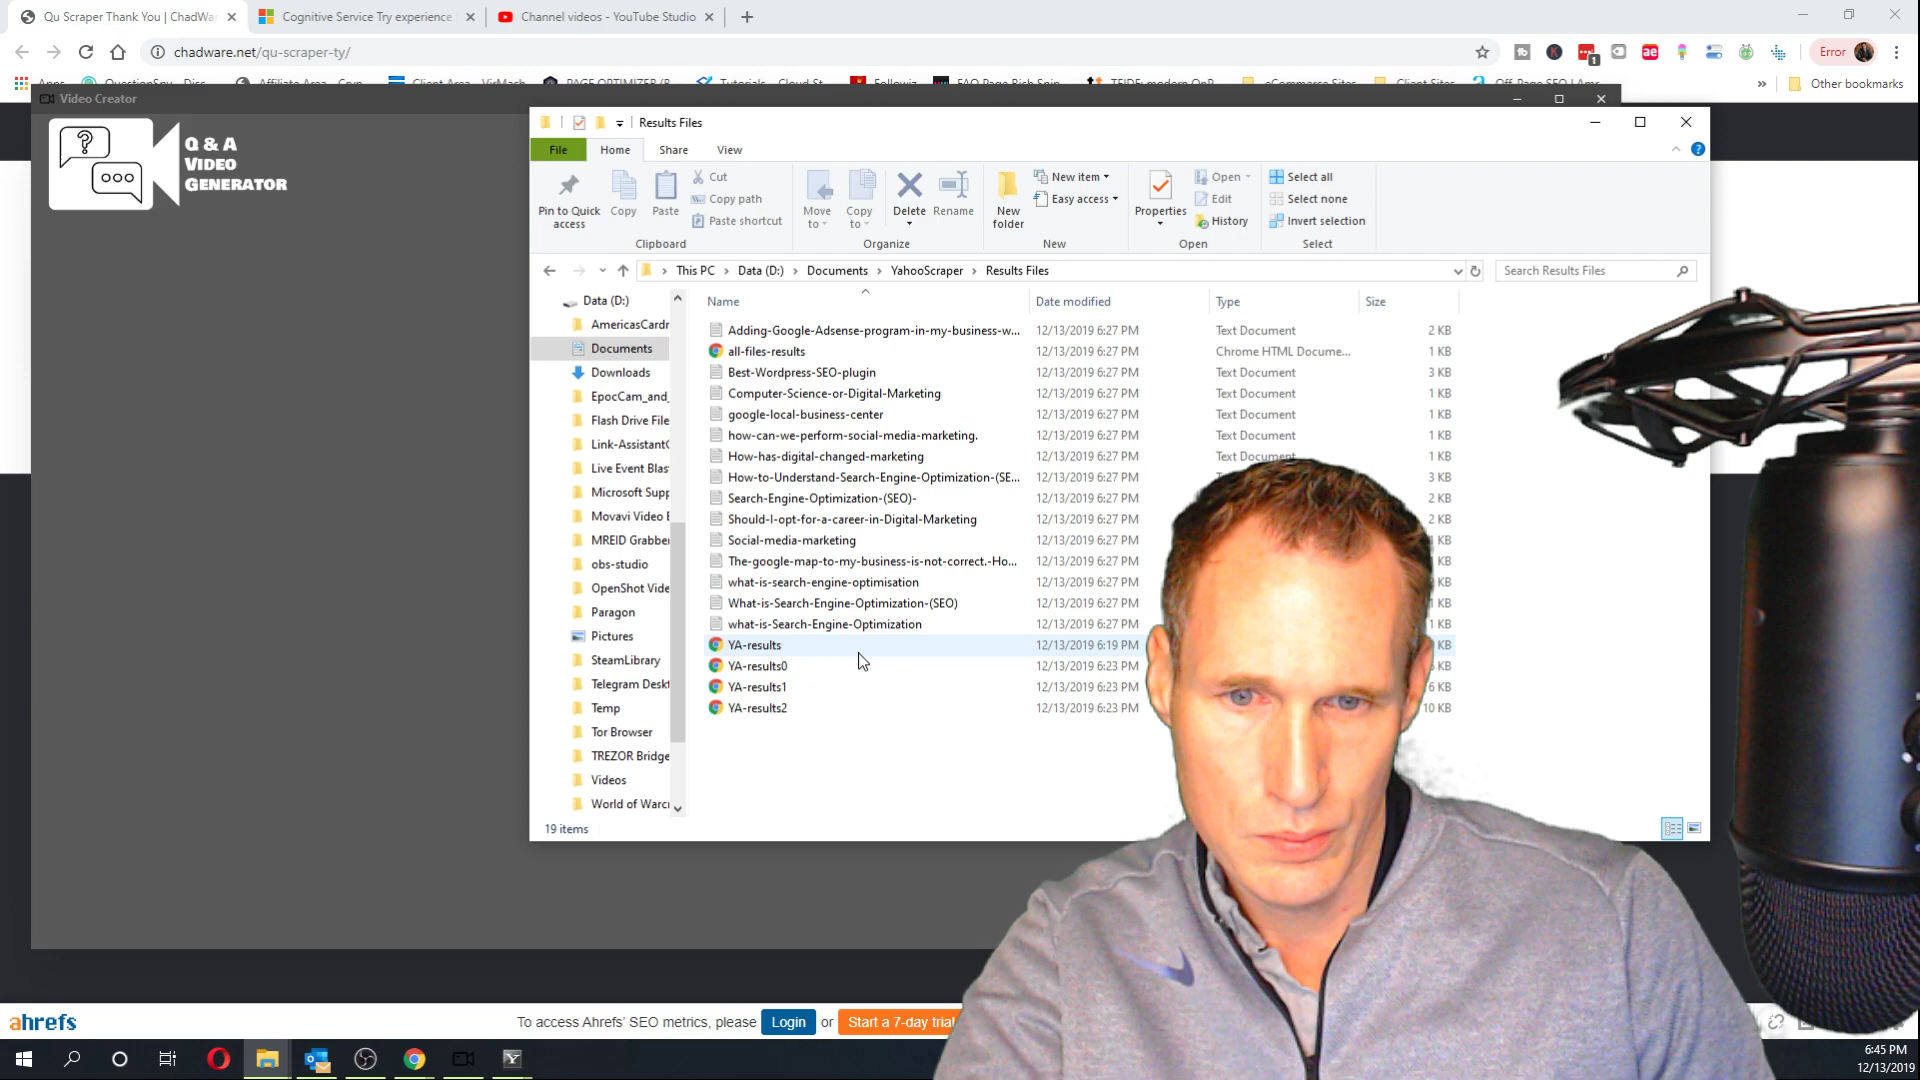 Qu Scraper Thank You | ChadWar
Cognitive Service Try experience
Channel videos - YouTube Studio
chadware.net/qu-scraper-ty/
Error
1
Other bookmarks
Video Creator
Q & A
Video
Generator
Results Files
File Home Share View
Pin to Quick access
Copy
Paste
Cut
Copy path
Paste shortcut
Clipboard
Move to
Copy to
Delete
Rename
Organize
New folder
New item
Easy access
New
Properties
Open
Edit
History
Open
Select all
Select none
Invert selection
Select
This PC > Data (D:) > Documents > YahooScraper > Results Files
Search Results Files
Data (D:)
AmericasCardr
Documents
Downloads
EpocCam_and_
Flash Drive File
Link-Assistant
Live Event Blas
Microsoft Supp
Movavi Video E
MREID Grabbe
obs-studio
OpenShot Vide
Paragon
Pictures
SteamLibrary
Telegram Deskt
Temp
Tor Browser
TREZOR Bridge
Videos
World of Warc
Name Date modified Type Size
Adding-Google-Adsense-program-in-my-business-w... 12/13/2019 6:27 PM Text Document 2 KB
all-files-results 12/13/2019 6:27 PM Chrome HTML Docume... 1 KB
Best-Wordpress-SEO-plugin 12/13/2019 6:27 PM Text Document 3 KB
Computer-Science-or-Digital-Marketing 12/13/2019 6:27 PM Text Document 1 KB
google-local-business-center 12/13/2019 6:27 PM Text Document 1 KB
how-can-we-perform-social-media-marketing. 12/13/2019 6:27 PM Text Document 1 KB
How-has-digital-changed-marketing 12/13/2019 6:27 PM Text Document 1 KB
How-to-Understand-Search-Engine-Optimization-(SE... 12/13/2019 6:27 PM 3 KB
Search-Engine-Optimization-(SEO)- 12/13/2019 6:27 PM 2 KB
Should-I-opt-for-a-career-in-Digital-Marketing 12/13/2019 6:27 PM 2 KB
Social-media-marketing 12/13/2019 6:27 PM 1 KB
The-google-map-to-my-business-is-not-correct.-Ho... 12/13/2019 6:27 PM 1 KB
what-is-search-engine-optimisation 12/13/2019 6:27 PM 1 KB
What-is-Search-Engine-Optimization-(SEO) 12/13/2019 6:27 PM 1 KB
what-is-Search-Engine-Optimization 12/13/2019 6:27 PM 1 KB
YA-results 12/13/2019 6:19 PM KB
YA-results0 12/13/2019 6:23 PM KB
YA-results1 12/13/2019 6:23 PM 6 KB
YA-results2 12/13/2019 6:23 PM 10 KB
19 items
ahrefs
To access Ahrefs' SEO metrics, please Login or Start a 7-day trial
6:45 PM
12/13/2019